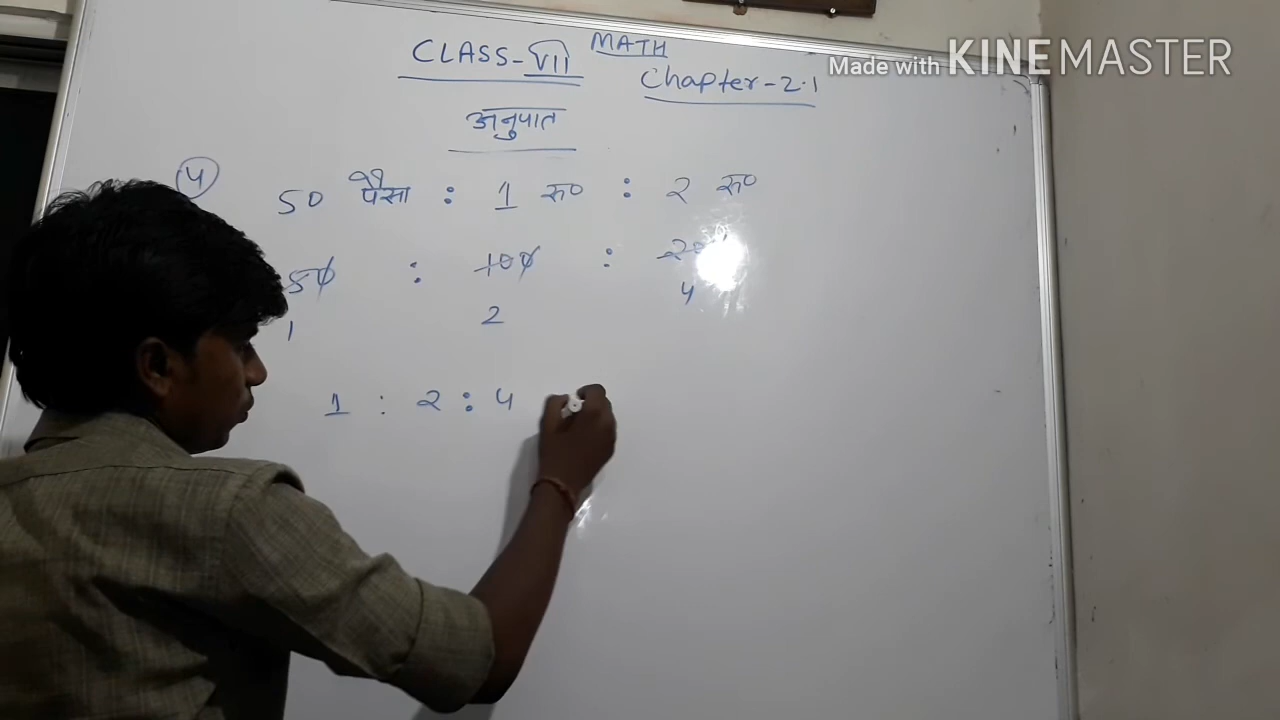 CLASS-VII MATH
Made with KINEMASTER
Chapter-2.1
अनुपात
4
50 पैसा : 1 रु० : 2 रु०
50 : 100 :
1 2 4
1 : 2 : 4